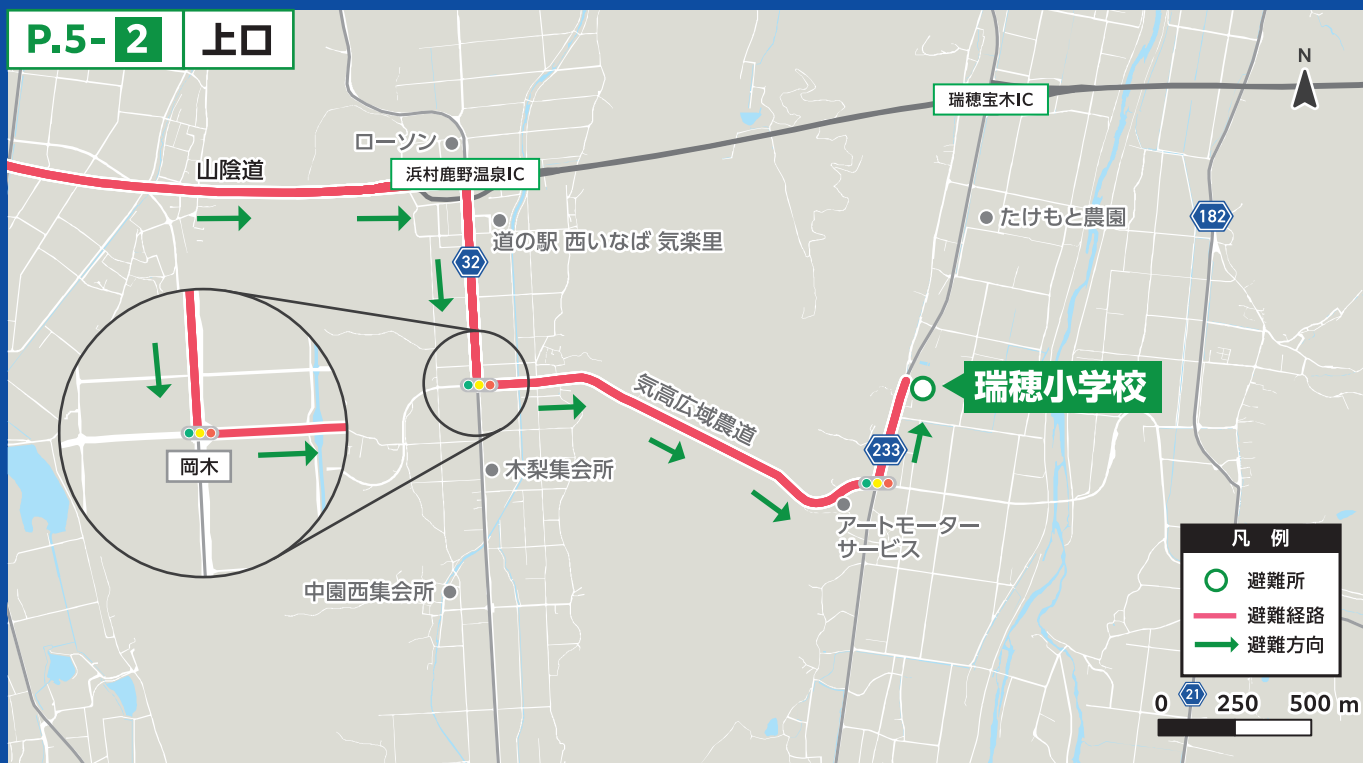 P.5- 2 上口
N
瑞穂宝木IC
ローソン
山陰道
浜村鹿野温泉IC
たけもと農園
182
道の駅 西いなば 気楽里
32
瑞穂小学校
気高広域農道
233
岡木
木梨集会所
アートモーター
サービス
中園西集会所
凡 例
避難所
避難経路
避難方向
21
0 250 500 m